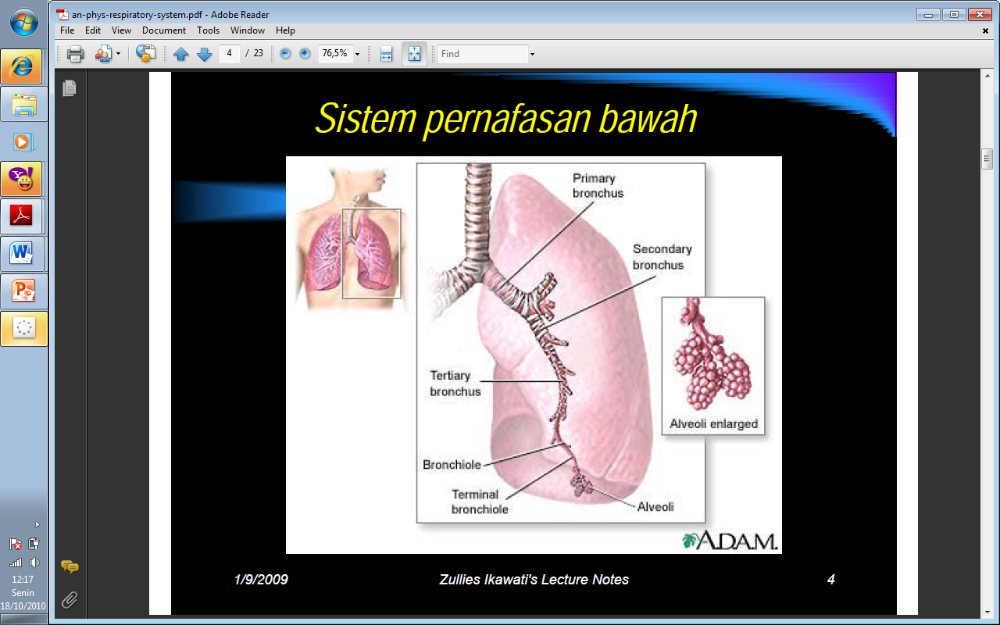 an-phys-respiratory-system.pdf - Adobe Reader
File Edit View Document Tools Window Help
4 / 23 76,5% Find
Sistem pernafasan bawah
Primary
bronchus
Secondary
bronchus
Tertiary
bronchus
Alveoli enlarged
Bronchiole
Terminal
bronchiole
Alveoli
A.D.A.M.
1/9/2009 Zullies Ikawati's Lecture Notes 4
12:17
Senin
18/10/2010